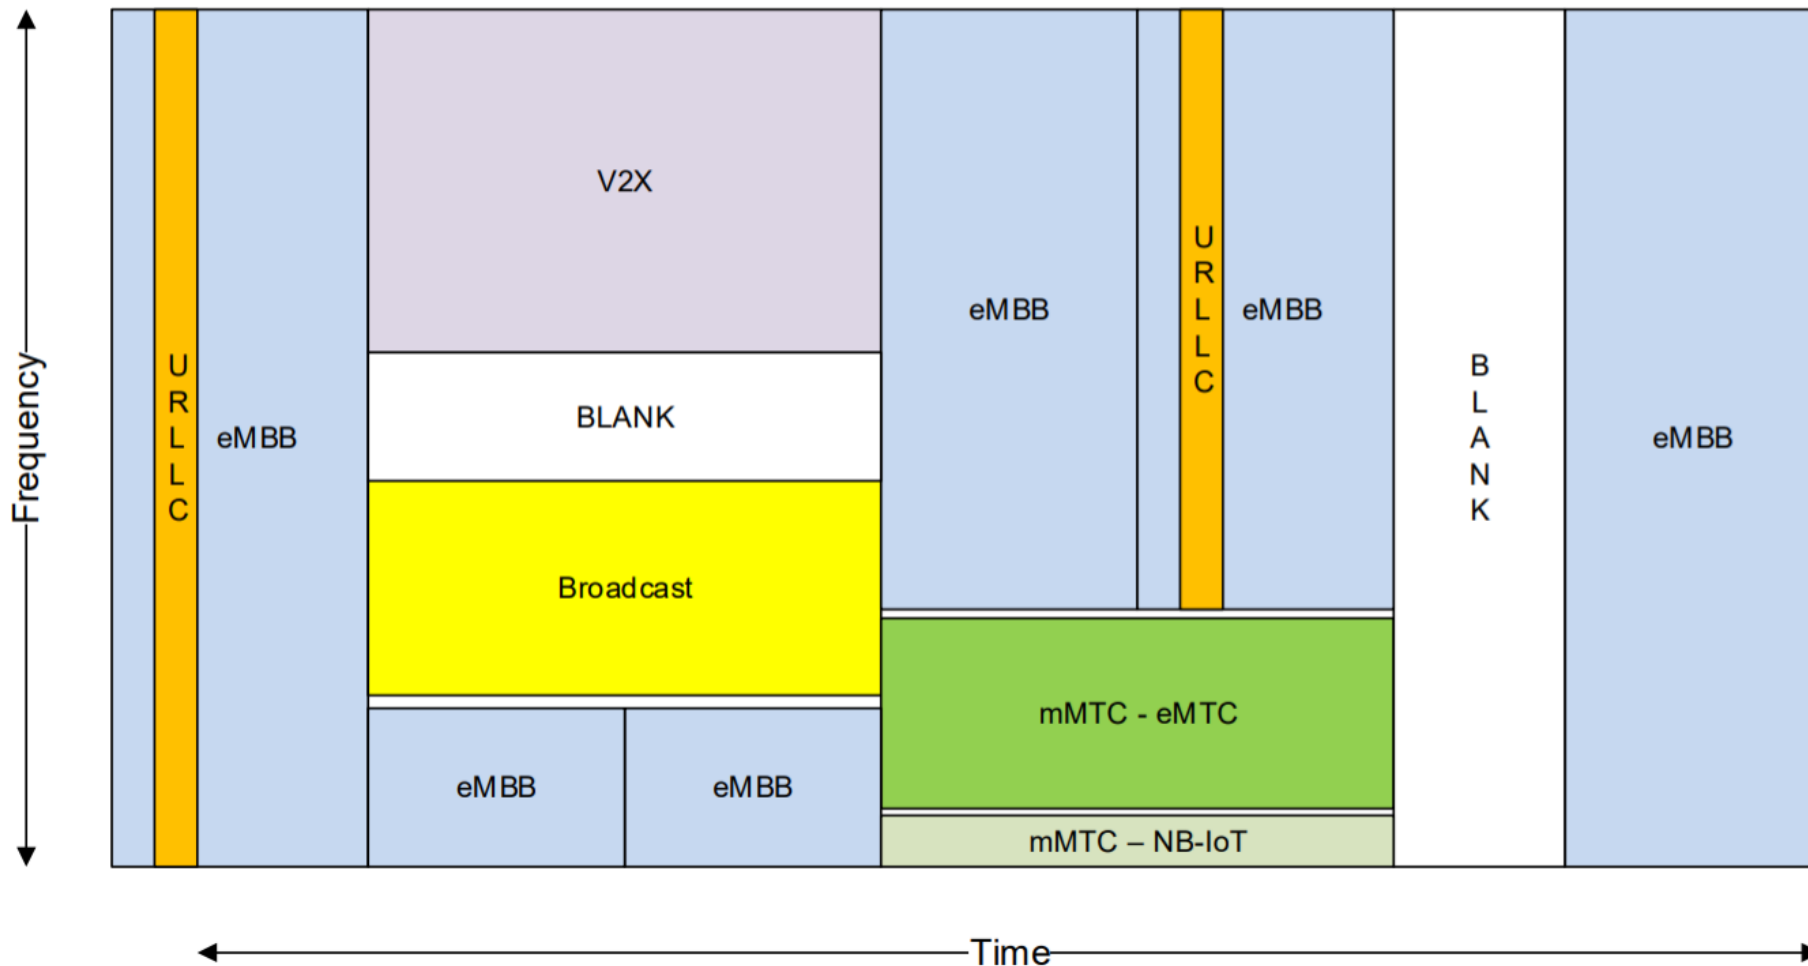 Frequency
URLLC
eMBB
V2X
BLANK
Broadcast
eMBB
eMBB
eMBB
URLLC
eMBB
mMTC - eMTC
mMTC – NB-IoT
BLANK
eMBB
Time